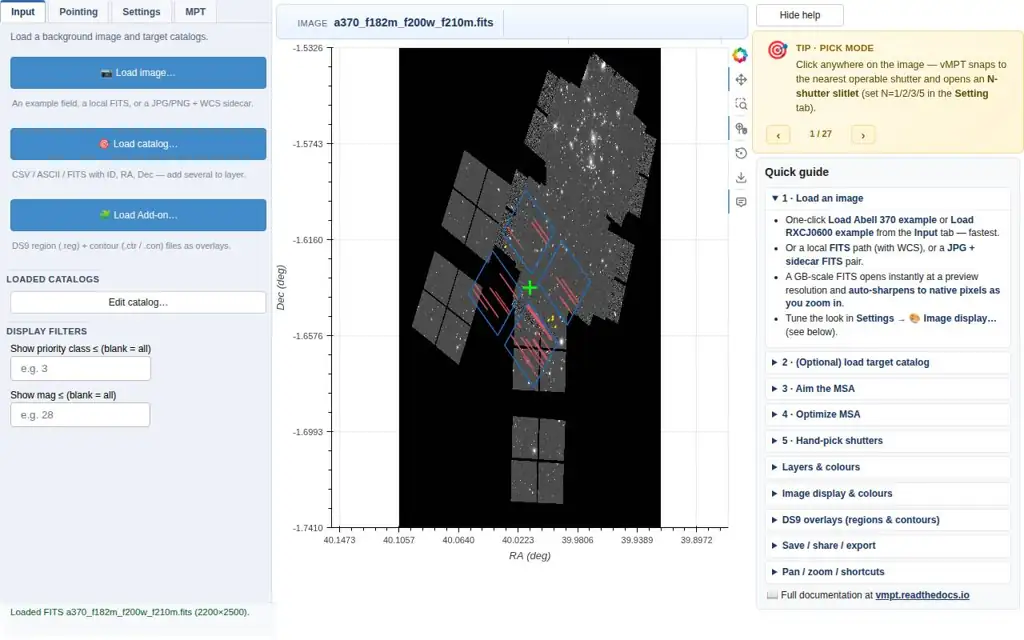 Input
Pointing
Settings
MPT
Load a background image and target catalogs.
📷 Load image…
An example field, a local FITS, or a JPG/PNG + WCS sidecar.
🎯 Load catalog…
CSV / ASCII / FITS with ID, RA, Dec — add several to layer.
🧩 Load Add-on…
DS9 region (.reg) + contour (.ctr / .con) files as overlays.
LOADED CATALOGS
Edit catalog…
DISPLAY FILTERS
Show priority class ≤ (blank = all)
e.g. 3
Show mag ≤ (blank = all)
e.g. 28
Loaded FITS a370_f182m_f200w_f210m.fits (2200×2500).
IMAGE a370_f182m_f200w_f210m.fits
Dec (deg)
-1.5326
-1.5743
-1.6160
-1.6576
-1.6993
-1.7410
40.1473
40.1057
40.0640
40.0223
39.9806
39.9389
39.8972
RA (deg)
Hide help
TIP · PICK MODE
Click anywhere on the image — vMPT snaps to
the nearest operable shutter and opens an N-
shutter slitlet (set N=1/2/3/5 in the Setting
tab).
‹ 1 / 27 ›
Quick guide
▼ 1 · Load an image
• One-click Load Abell 370 example or Load
RXCJ0600 example from the Input tab — fastest.
• Or a local FITS path (with WCS), or a JPG +
sidecar FITS pair.
• A GB-scale FITS opens instantly at a preview
resolution and auto-sharpens to native pixels as
you zoom in.
• Tune the look in Settings → 🎨 Image display…
(see below).
▶ 2 · (Optional) load target catalog
▶ 3 · Aim the MSA
▶ 4 · Optimize MSA
▶ 5 · Hand-pick shutters
▶ Layers & colours
▶ Image display & colours
▶ DS9 overlays (regions & contours)
▶ Save / share / export
▶ Pan / zoom / shortcuts
📖 Full documentation at vmpt.readthedocs.io